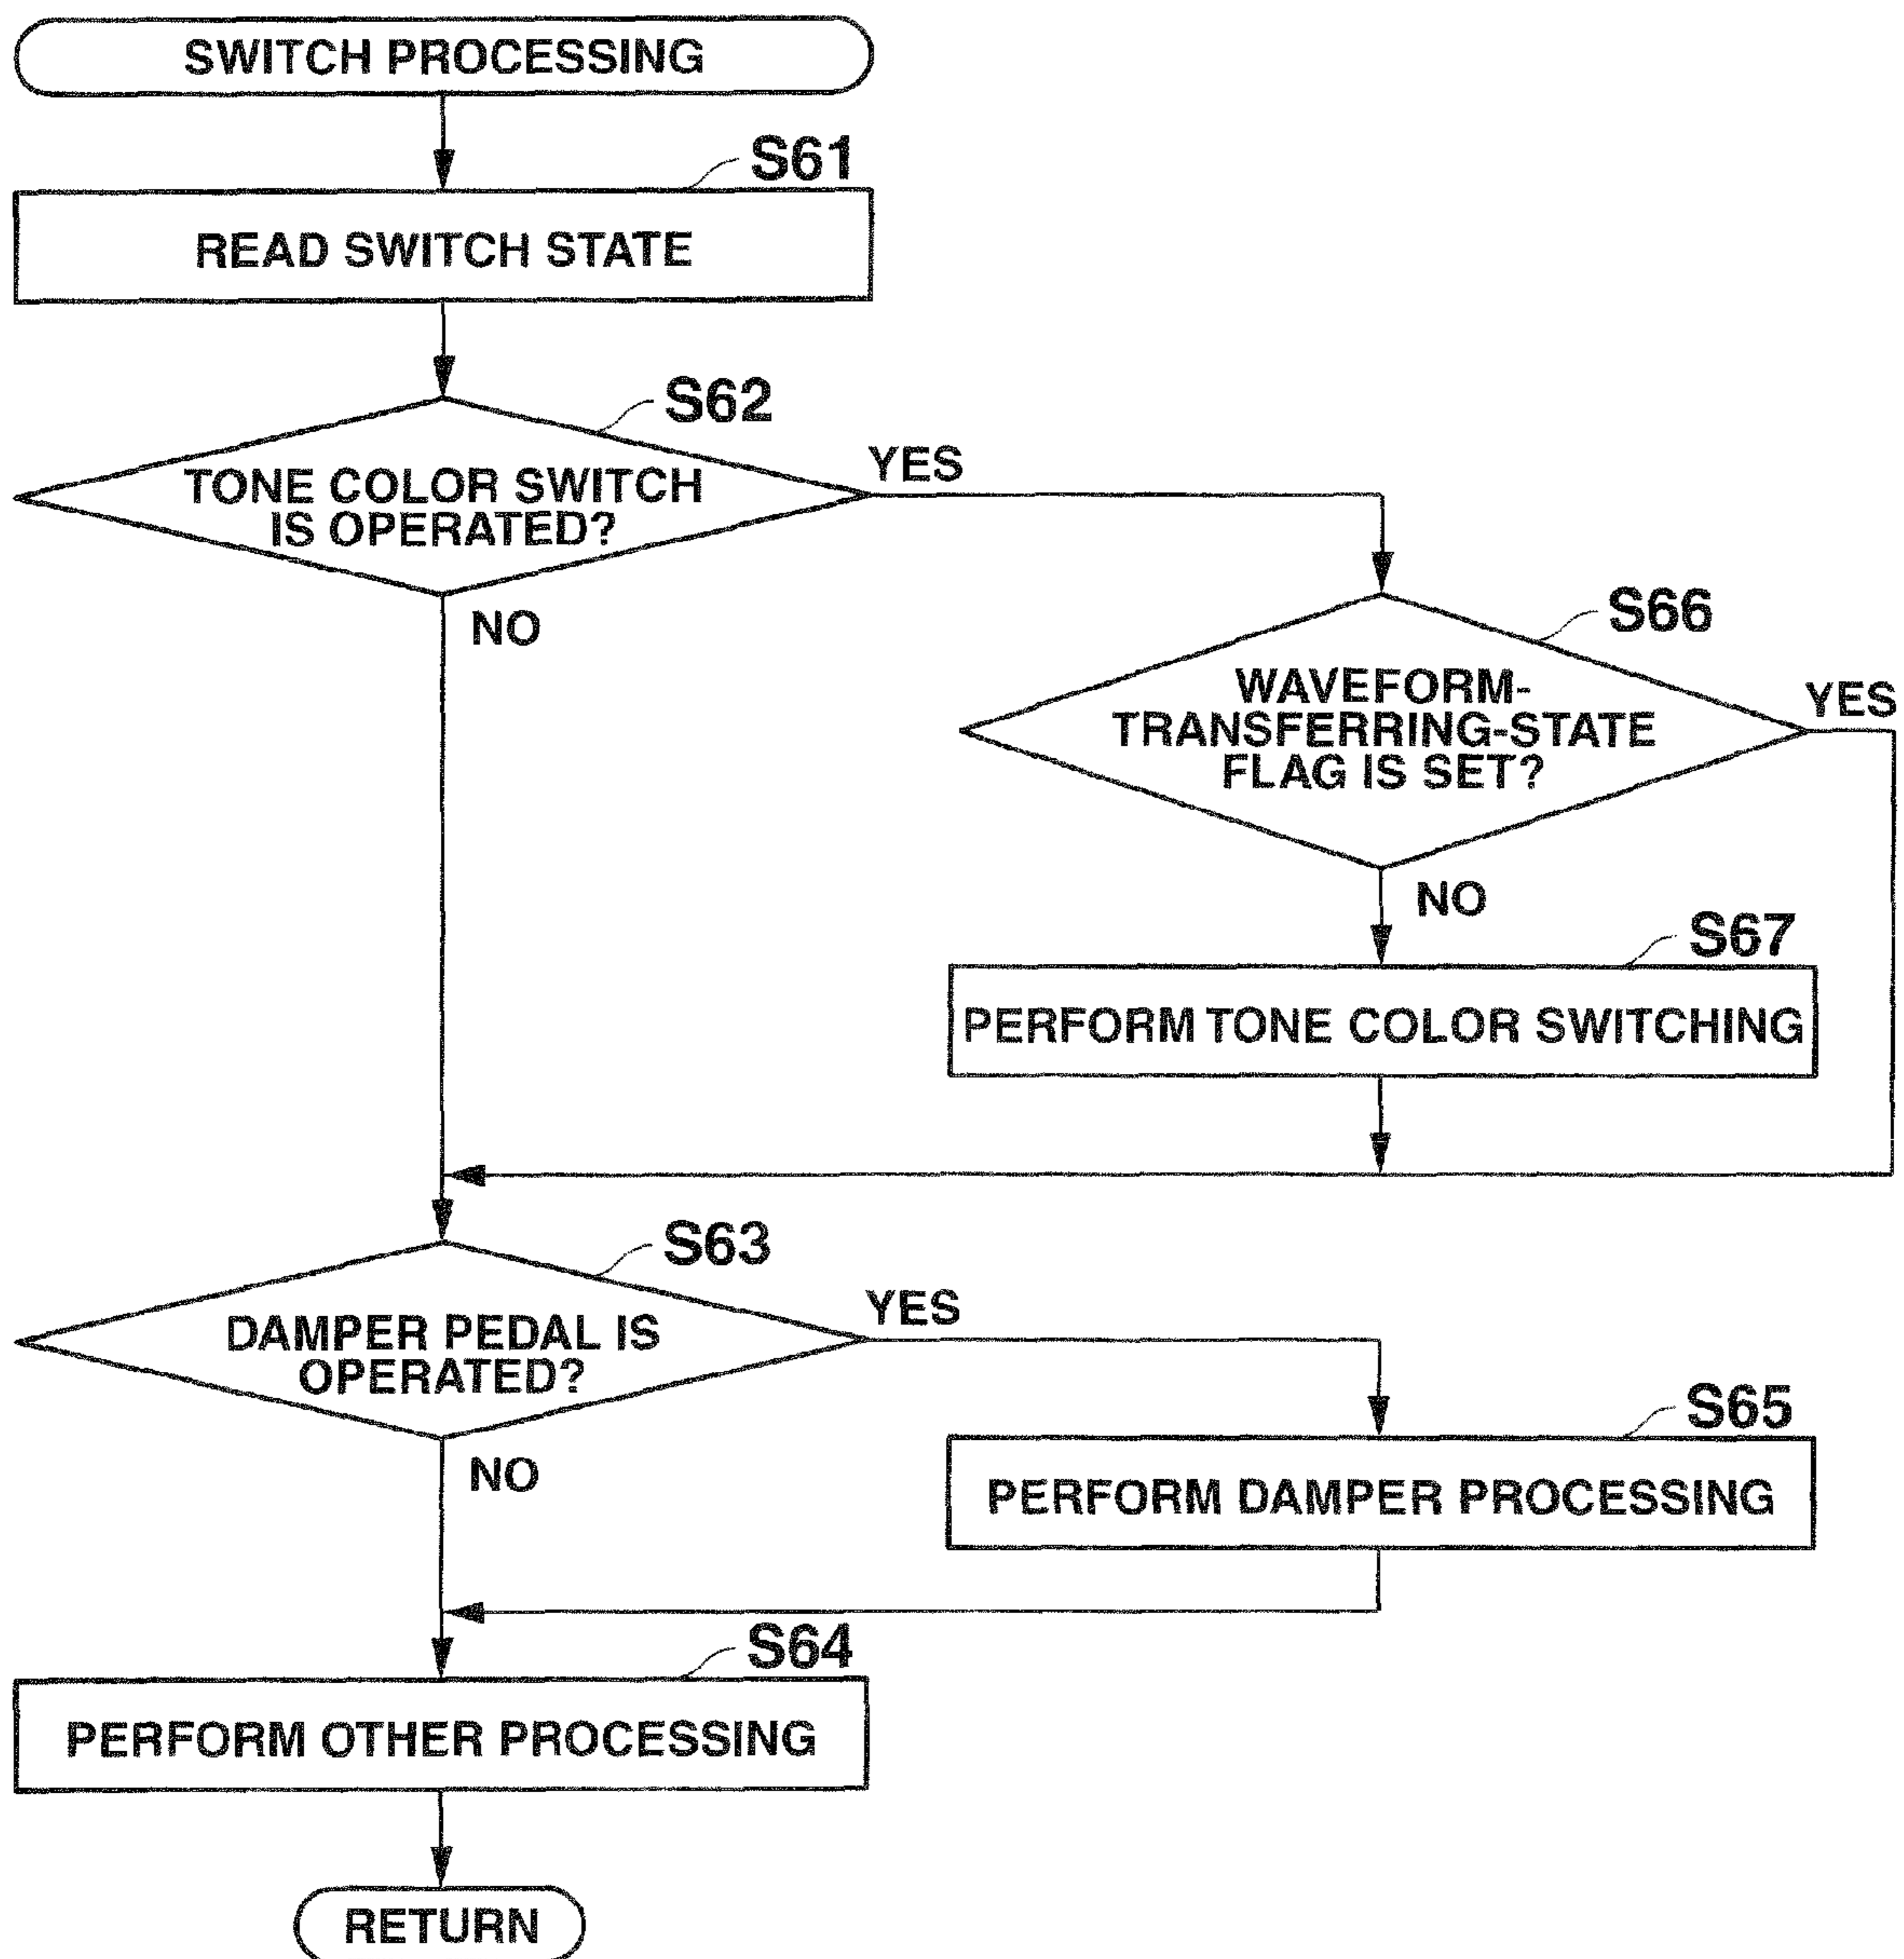 SWITCH PROCESSING
S61
READ SWITCH STATE
S62
TONE COLOR SWITCH
IS OPERATED?
YES
NO
S66
WAVEFORM-
TRANSFERRING-STATE
FLAG IS SET?
YES
NO
S67
PERFORM TONE COLOR SWITCHING
S63
DAMPER PEDAL IS
OPERATED?
YES
NO
S65
PERFORM DAMPER PROCESSING
S64
PERFORM OTHER PROCESSING
RETURN